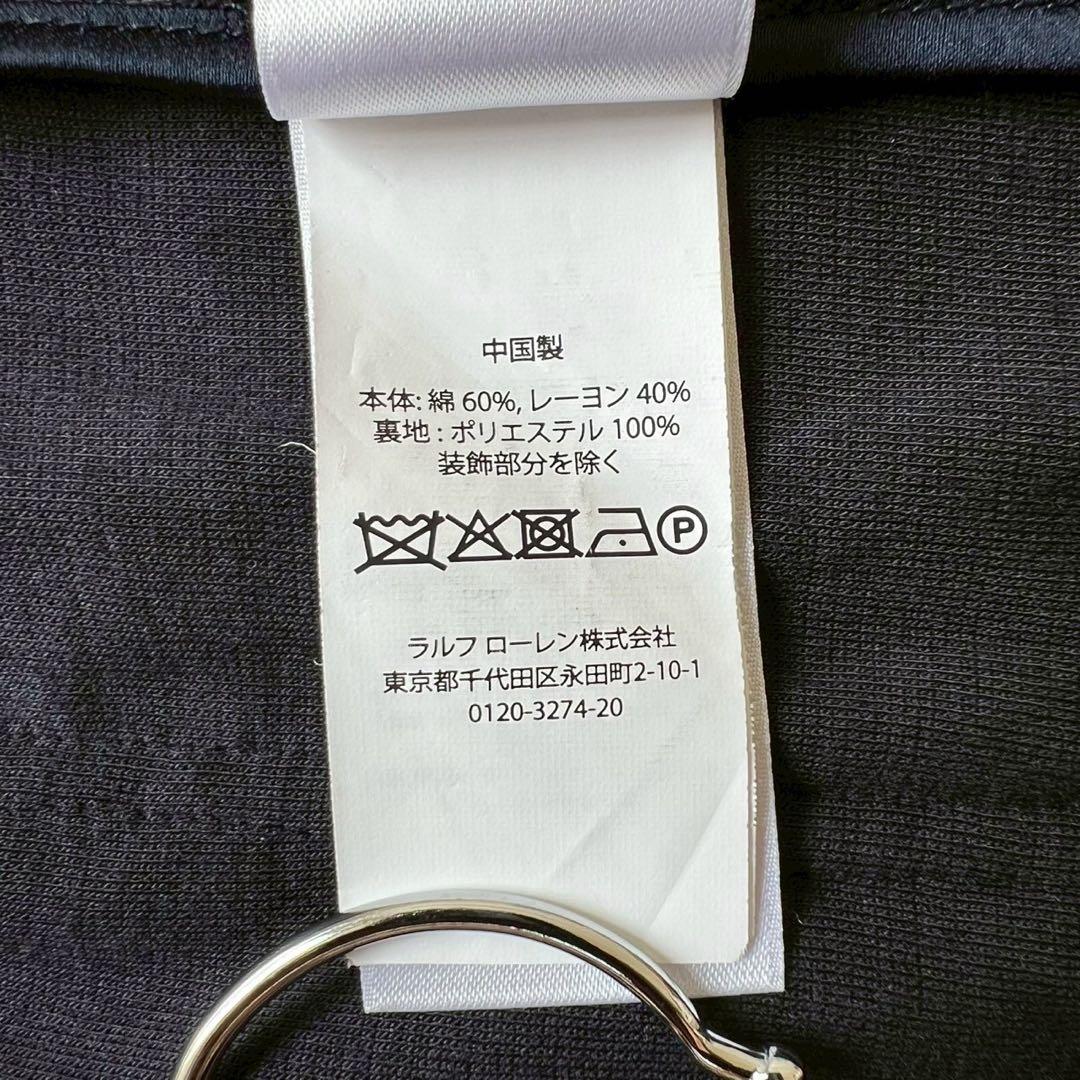 中国製
本体: 綿 60%, レーヨン 40%
裏地 : ポリエステル 100%
装飾部分を除く
P
ラルフ ローレン株式会社
東京都千代田区永田町2-10-1
0120-3274-20